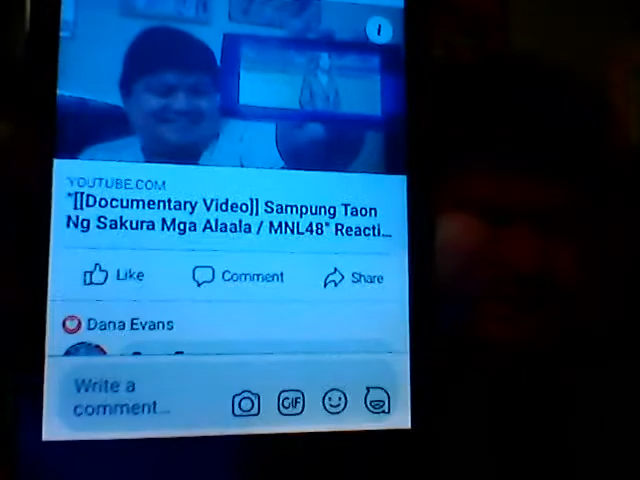 YOUTUBE.COM
"[[Documentary Video]] Sampung Taon
Ng Sakura Mga Alaala / MNL48" Reacti...
Like Comment Share
Dana Evans
Write a
comment...
GIF